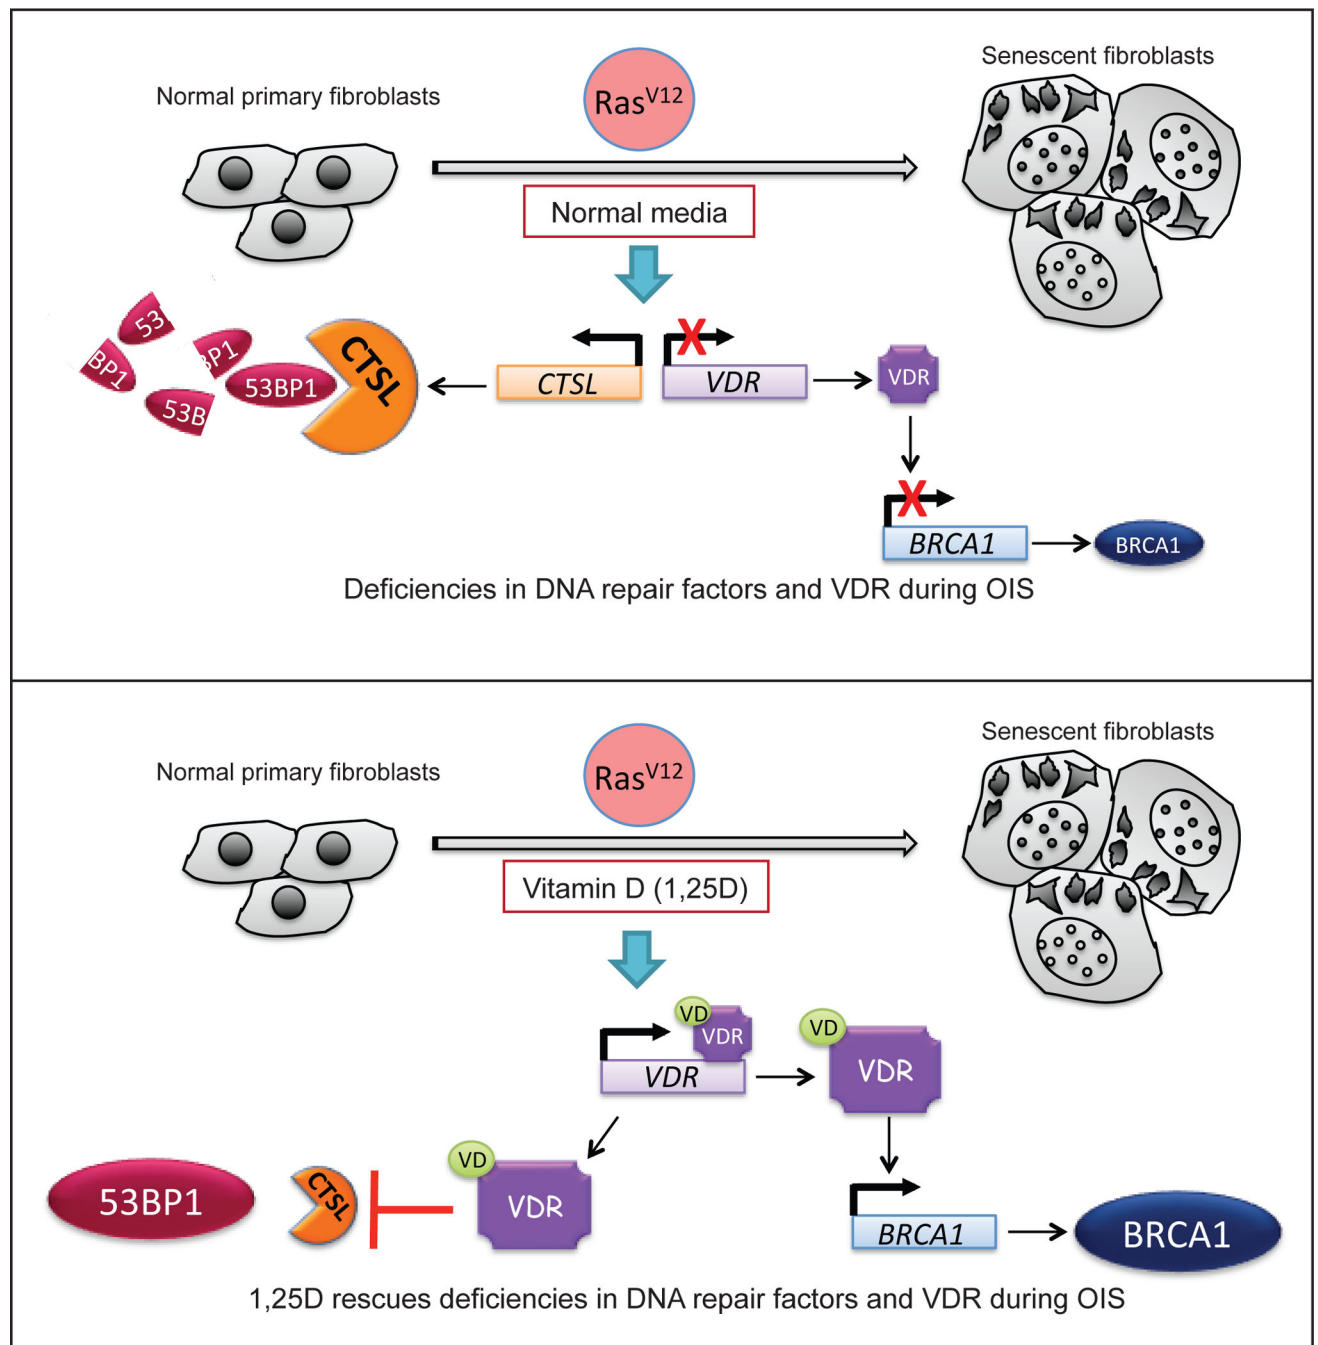 Senescent fibroblasts
Normal primary fibroblasts
RasV12
Normal media
53
BP1
BP1
53B
53BP1
CTSL
CTSL
VDR
VDR
BRCA1
BRCA1
Deficiencies in DNA repair factors and VDR during OIS
Senescent fibroblasts
Normal primary fibroblasts
RasV12
Vitamin D (1,25D)
VD
VDR
VDR
VD
VDR
VD
VDR
53BP1
CTSL
BRCA1
BRCA1
1,25D rescues deficiencies in DNA repair factors and VDR during OIS